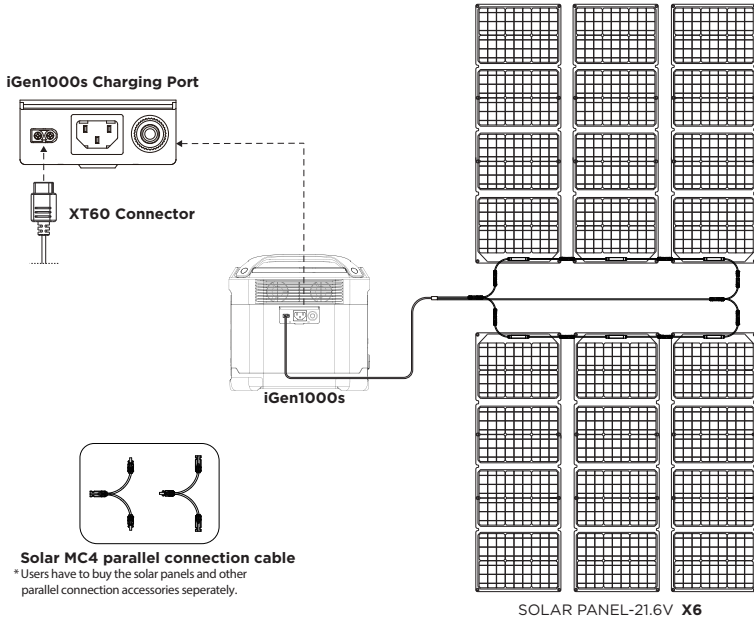 iGen1000s Charging Port
XT60 Connector
iGen1000s
Solar MC4 parallel connection cable
* Users have to buy the solar panels and other
parallel connection accessories seperately.
SOLAR PANEL-21.6V X6